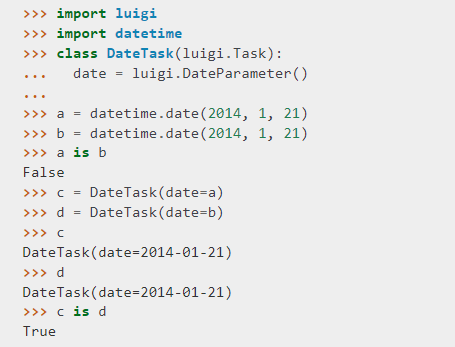 >>> import luigi
>>> import datetime
>>> class DateTask(luigi.Task):
...   date = luigi.DateParameter()
...
>>> a = datetime.date(2014, 1, 21)
>>> b = datetime.date(2014, 1, 21)
>>> a is b
False
>>> c = DateTask(date=a)
>>> d = DateTask(date=b)
>>> c
DateTask(date=2014-01-21)
>>> d
DateTask(date=2014-01-21)
>>> c is d
True